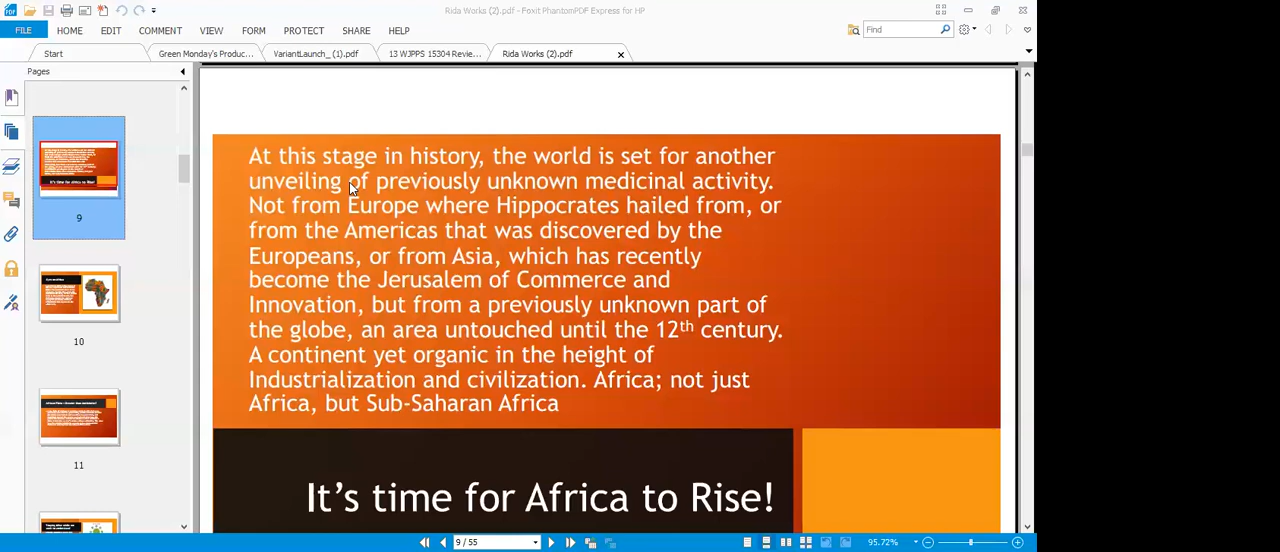 Rida Works (2).pdf - Foxit PhantomPDF Express for HP
FILE HOME COMMENT VIEW FORM PROTECT SHARE HELP Find
Start Green Monday's Produc... VariantLaunch_ (1).pdf 13 WJPPS 15304 Revie... Rida Works (2).pdf
Pages
At this stage in history, the world is set for another
unveiling of previously unknown medicinal activity.
Not from Europe where Hippocrates hailed from, or
from the Americas that was discovered by the
Europeans, or from Asia, which has recently
become the Jerusalem of Commerce and
Innovation, but from a previously unknown part of
the globe, an area untouched until the 12th century.
A continent yet organic in the height of
Industrialization and civilization. Africa; not just
Africa, but Sub-Saharan Africa
It's time for Africa to Rise!
It's time for Africa to Rise!
9
10
11
9 / 55
95.72%